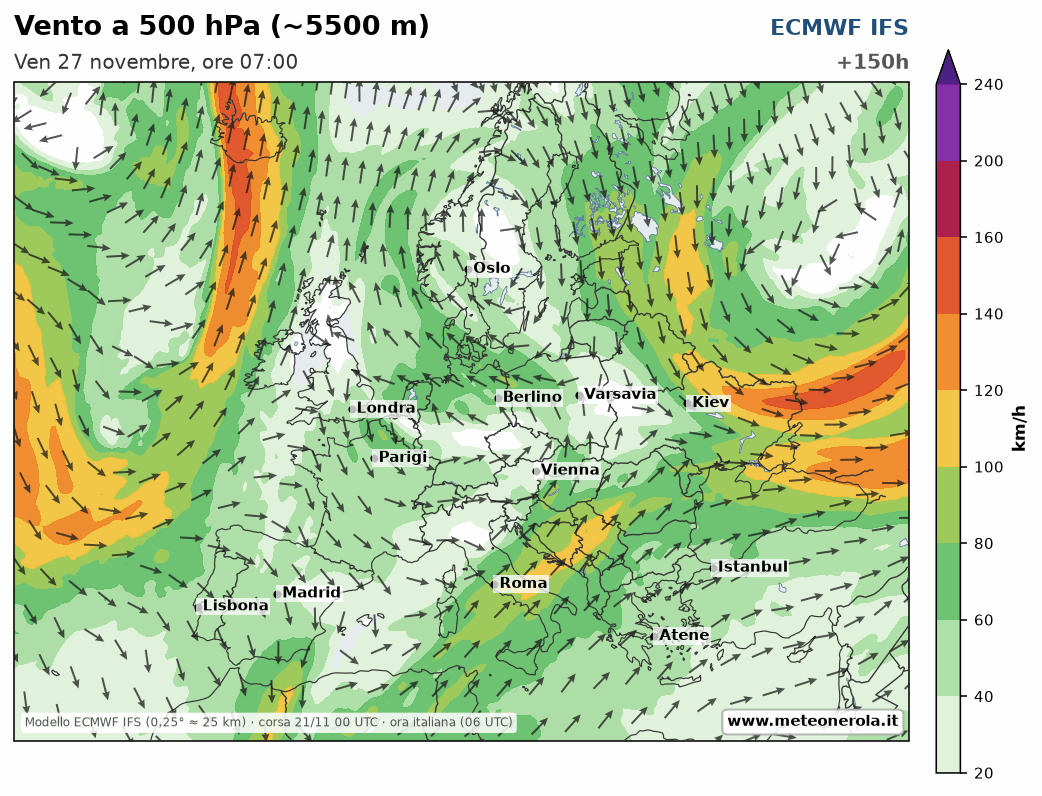 Vento a 500 hPa (~5500 m)
ECMWF IFS
Ven 27 novembre, ore 07:00
+150h
240
200
160
140
120
100
80
60
40
20
km/h
Oslo
Berlino
Varsavia
Kiev
Londra
Parigi
Vienna
Roma
Istanbul
Madrid
Lisbona
Atene
Modello ECMWF IFS (0,25° ≈ 25 km) · corsa 21/11 00 UTC · ora italiana (06 UTC)
www.meteonerola.it